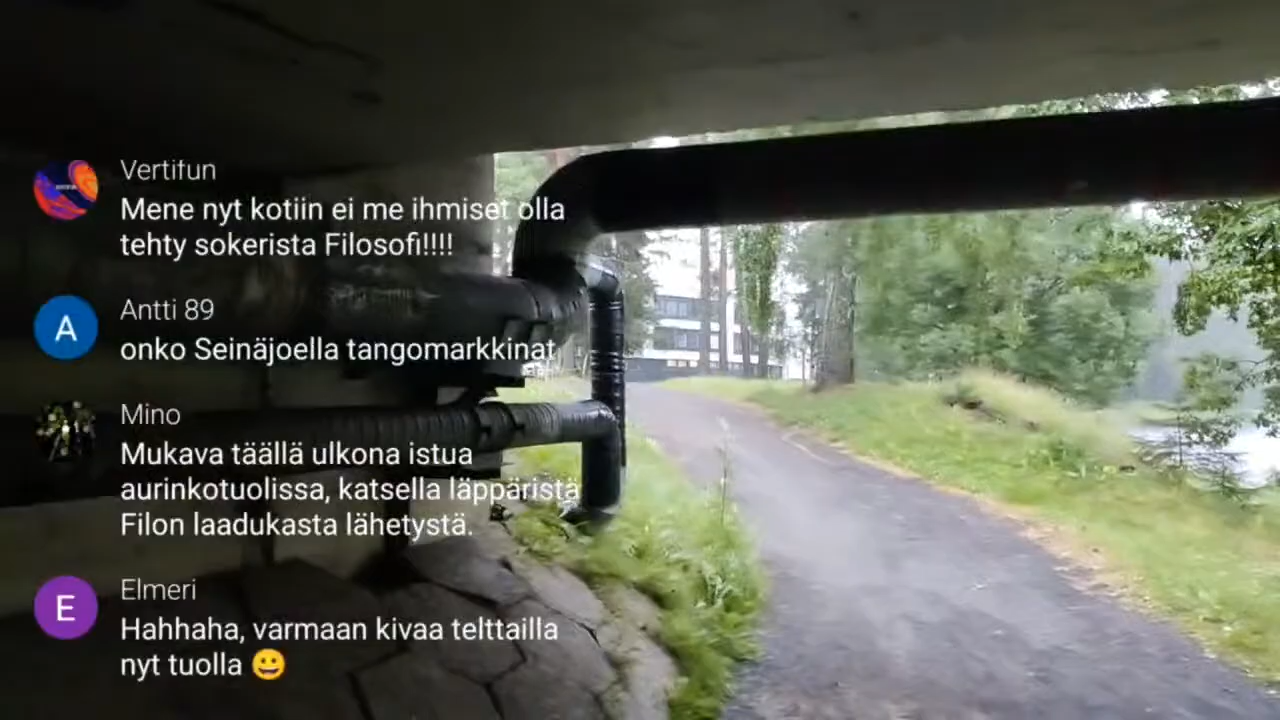 Vertifun
Mene nyt kotiin ei me ihmiset olla
tehty sokerista Filosofi!!!!
A
Antti 89
onko Seinäjoella tangomarkkinat
Mino
Mukava täällä ulkona istua
aurinkotuolissa, katsella läppäristä
Filon laadukasta lähetystä.
E
Elmeri
Hahhaha, varmaan kivaa telttailla
nyt tuolla 😀